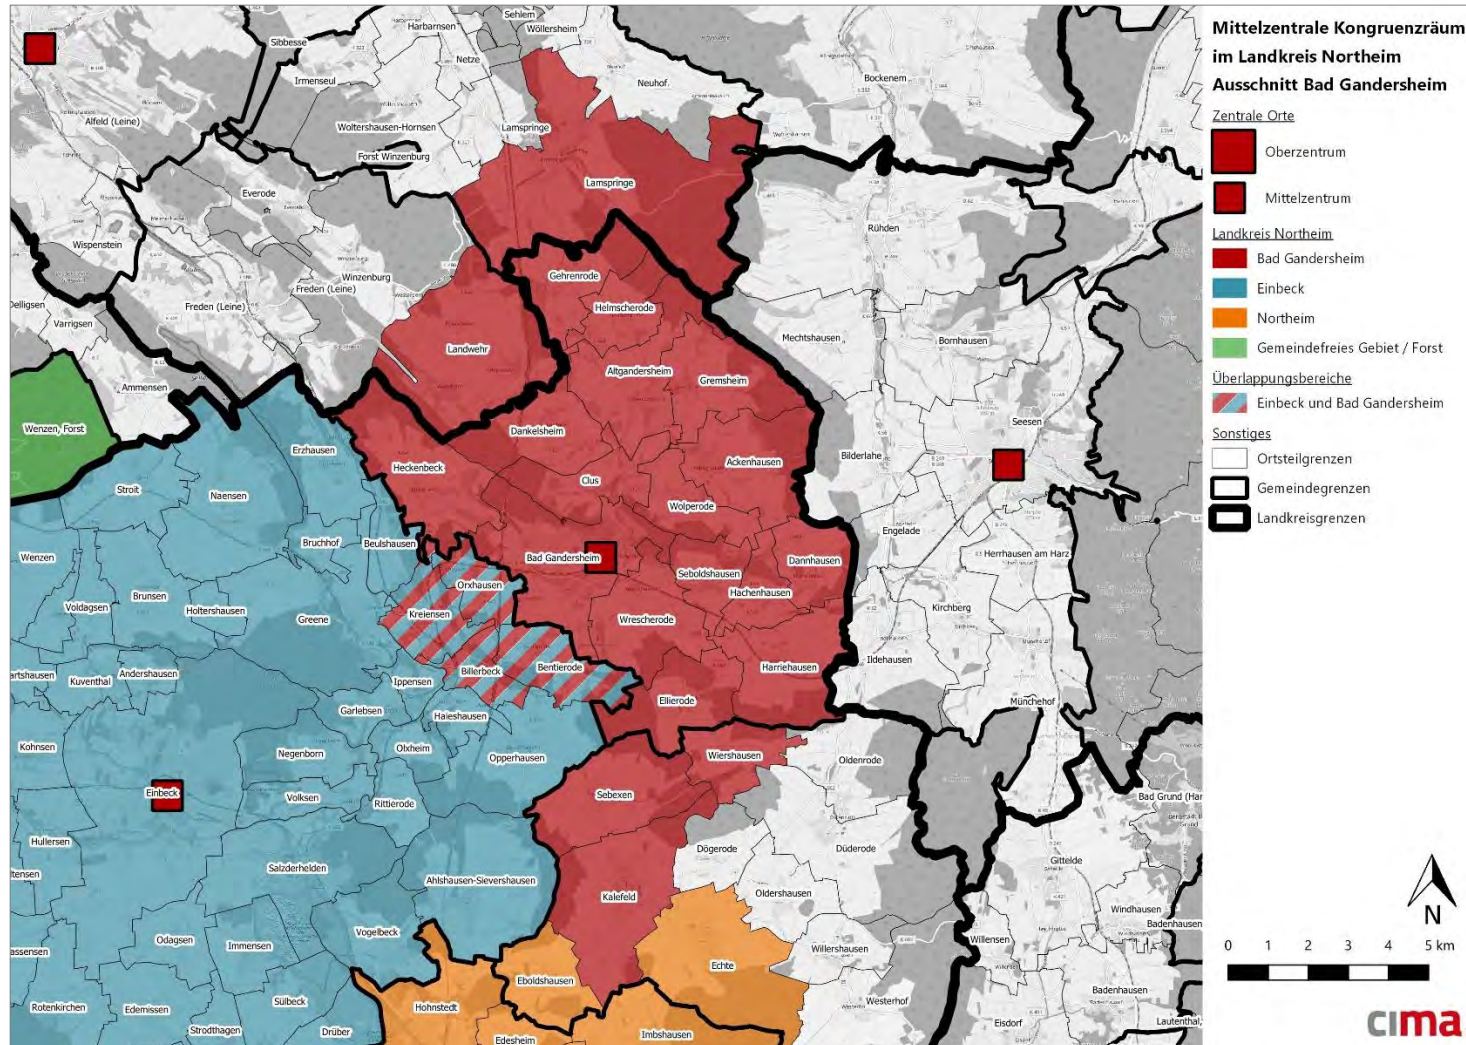 Mittelzentrale Kongruenzräum
im Landkreis Northeim
Ausschnitt Bad Gandersheim
Zentrale Orte
Oberzentrum
Mittelzentrum
Landkreis Northeim
Bad Gandersheim
Einbeck
Northeim
Gemeindefreies Gebiet / Forst
Überlappungsbereiche
Einbeck und Bad Gandersheim
Sonstiges
Ortsteilgrenzen
Gemeindegrenzen
Landkreisgrenzen
N
0 1 2 3 4 5 km
cima
Sehlem
Wöllersheim
Harbarnsen
Sibbesse
Netze
Irmenseul
Neuhof
Bockenem
Alfeld (Leine)
Woltershausen-Hornsen
Lamspringe
Forst Winzenburg
Everode
Lamspringe
Rühden
Wispenstein
Winzenburg
Freden (Leine)
Gehrenrode
Freden (Leine)
Helmscherode
Delligsen
Varrigsen
Mechtshausen
Bornhausen
Landwehr
Altgandersheim
Gremsheim
Ammensen
Seesen
Wenzen, Forst
Dankelsheim
Erzhausen
Bilderlahe
Heckenbeck
Ackenhausen
Clus
Stroit
Naensen
Wolperode
Engelade
Bruchhof
Beulshausen
Wenzen
Bad Gandersheim
Herrhausen am Harz
Dannhausen
Seboldshausen
Orxhausen
Hachenhausen
Brunsen
Voldagsen
Holtershausen
Kirchberg
Kreiensen
Greene
Wrescherode
Ildehausen
Bentierode
Harriehausen
Billerbeck
Andershausen
artshausen
Kuventhal
Ippensen
Ellierode
Münchehof
Garlebsen
Haieshausen
Kohnsen
Olxheim
Negenborn
Opperhausen
Wiershausen
Oldenrode
Einbeck
Volksen
Rittierode
Sebexen
Bad Grund (Har
Hullersen
Dögerode
Düderode
Gittelde
Salzderhelden
ltensen
Ahlshausen-Sievershausen
Oldershausen
Kalefeld
Windhausen
Badenhausen
Vogelbeck
Odagsen
Immensen
Willensen
Willershausen
assensen
Echte
Eboldshausen
Badenhausen
Westerhof
Rotenkirchen
Edemissen
Sülbeck
Hohnstedt
Lautenthal,
Eisdorf
Strodthagen
Drüber
Imbshausen
Edesheim